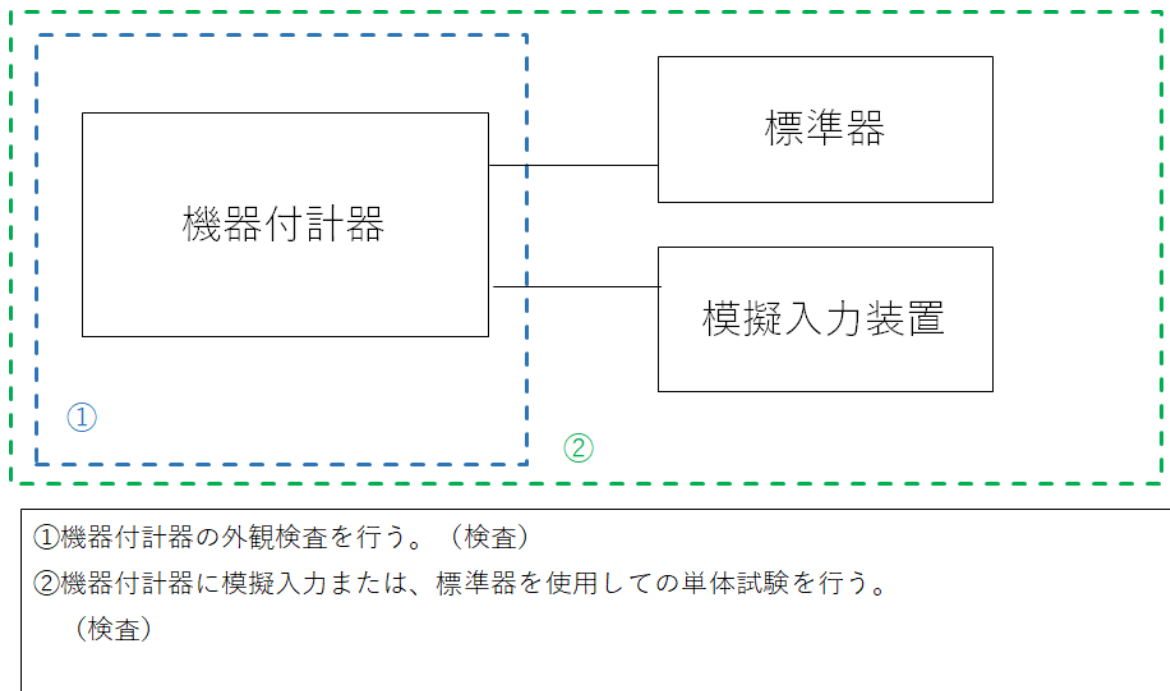 標準器
機器付計器
模擬入力装置
①
②
①機器付計器の外観検査を行う。（検査）
②機器付計器に模擬入力または、標準器を使用しての単体試験を行う。
（検査）